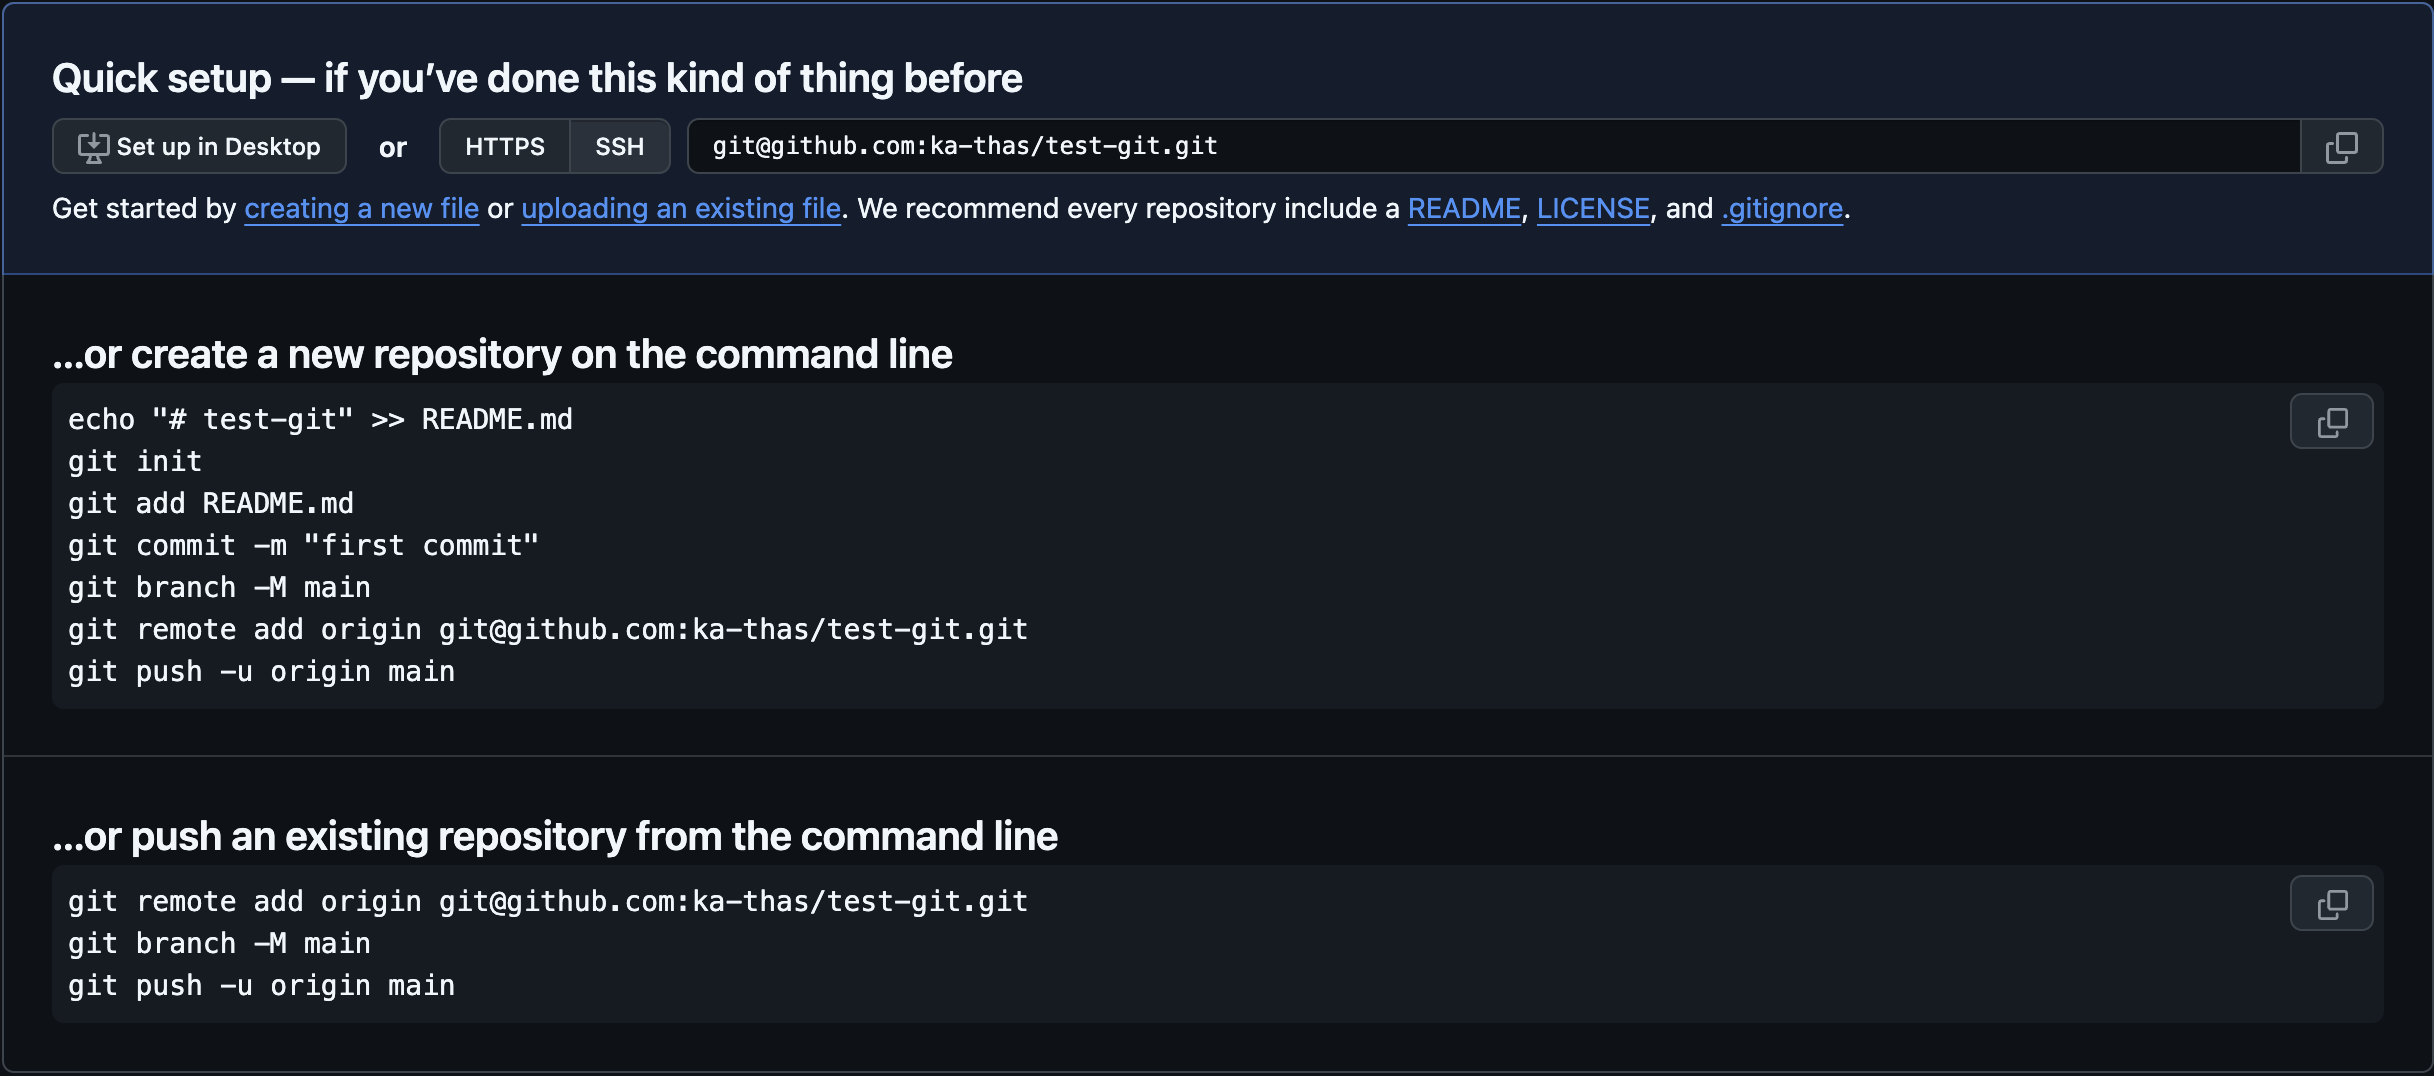 Quick setup — if you’ve done this kind of thing before
Set up in Desktop or HTTPS SSH git@github.com:ka-thas/test-git.git
Get started by creating a new file or uploading an existing file. We recommend every repository include a README, LICENSE, and .gitignore.
…or create a new repository on the command line
echo "# test-git" >> README.md
git init
git add README.md
git commit -m "first commit"
git branch -M main
git remote add origin git@github.com:ka-thas/test-git.git
git push -u origin main
…or push an existing repository from the command line
git remote add origin git@github.com:ka-thas/test-git.git
git branch -M main
git push -u origin main